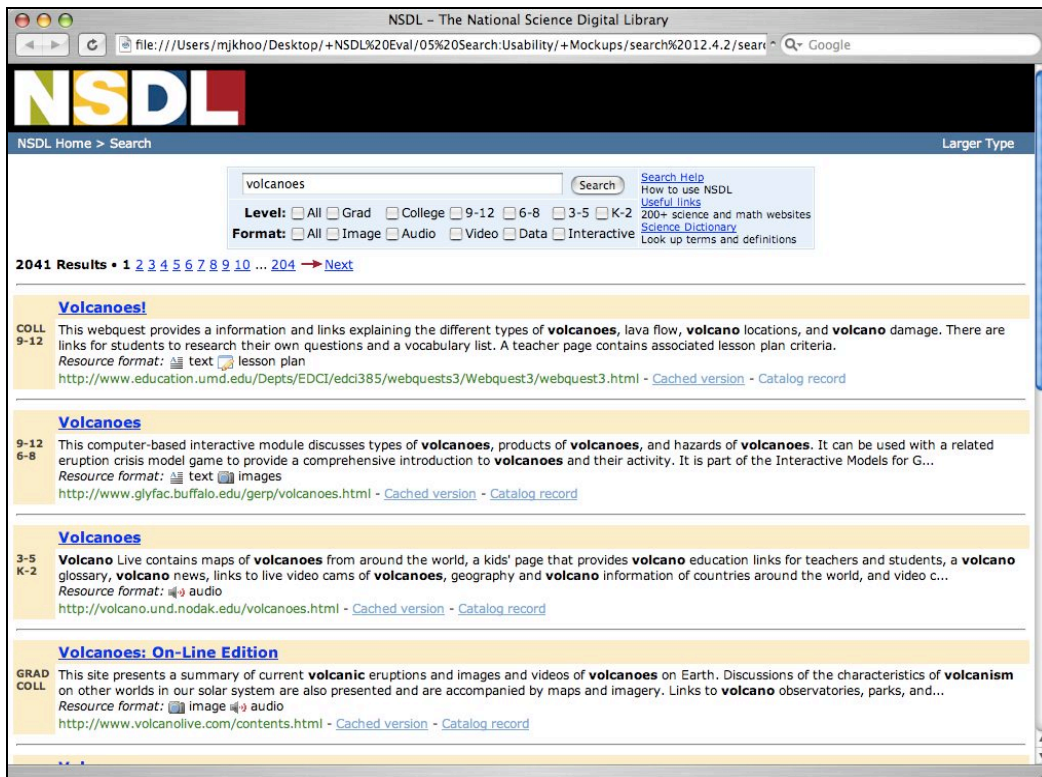 NSDL – The National Science Digital Library
file:///Users/mjkhoo/Desktop/+NSDL%20Eval/05%20Search:Usability/+Mockups/search%2012.4.2/sear
Google
NSDL
NSDL Home > Search
Larger Type
volcanoes
Search
Search Help
How to use NSDL
Useful links
200+ science and math websites
Science Dictionary
Look up terms and definitions
Level: All Grad College 9-12 6-8 3-5 K-2
Format: All Image Audio Video Data Interactive
2041 Results • 1 2 3 4 5 6 7 8 9 10 ... 204 Next
Volcanoes!
COLL
9-12
This webquest provides a information and links explaining the different types of volcanoes, lava flow, volcano locations, and volcano damage. There are
links for students to research their own questions and a vocabulary list. A teacher page contains associated lesson plan criteria.
Resource format: text lesson plan
http://www.education.umd.edu/Depts/EDCI/edci385/webquests3/Webquest3/webquest3.html - Cached version - Catalog record
Volcanoes
9-12
6-8
This computer-based interactive module discusses types of volcanoes, products of volcanoes, and hazards of volcanoes. It can be used with a related
eruption crisis model game to provide a comprehensive introduction to volcanoes and their activity. It is part of the Interactive Models for G...
Resource format: text images
http://www.glyfac.buffalo.edu/gerp/volcanoes.html - Cached version - Catalog record
Volcanoes
3-5
K-2
Volcano Live contains maps of volcanoes from around the world, a kids' page that provides volcano education links for teachers and students, a volcano
glossary, volcano news, links to live video cams of volcanoes, geography and volcano information of countries around the world, and video c...
Resource format: audio
http://volcano.und.nodak.edu/volcanoes.html - Cached version - Catalog record
Volcanoes: On-Line Edition
GRAD
COLL
This site presents a summary of current volcanic eruptions and images and videos of volcanoes on Earth. Discussions of the characteristics of volcanism
on other worlds in our solar system are also presented and are accompanied by maps and imagery. Links to volcano observatories, parks, and...
Resource format: image audio
http://www.volcanolive.com/contents.html - Cached version - Catalog record